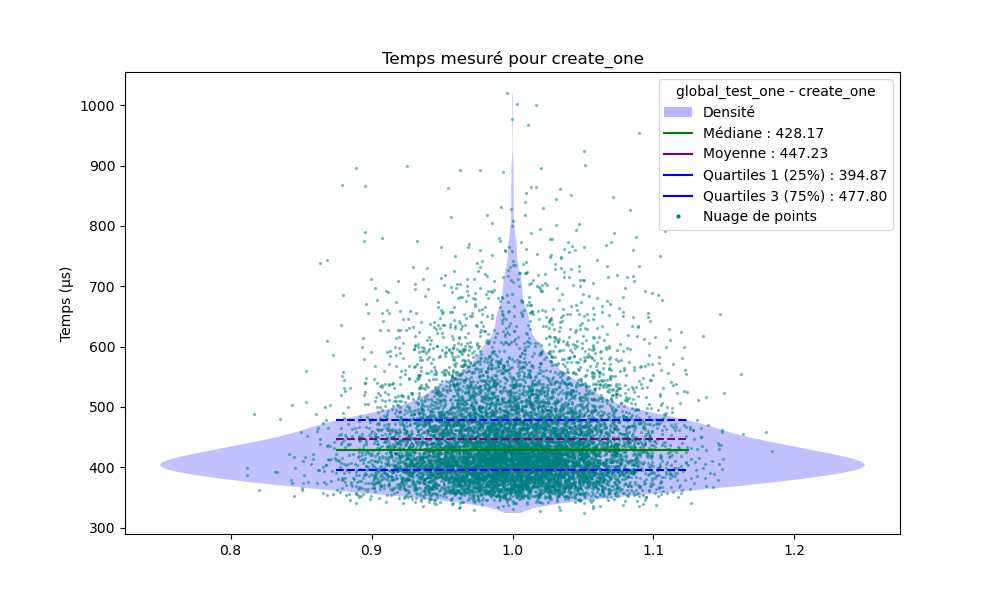 Temps mesuré pour create_one
global_test_one - create_one
Densité
Médiane : 428.17
Moyenne : 447.23
Quartiles 1 (25%) : 394.87
Quartiles 3 (75%) : 477.80
Nuage de points
Temps (µs)
1000
900
800
700
600
500
400
300
0.8
0.9
1.0
1.1
1.2